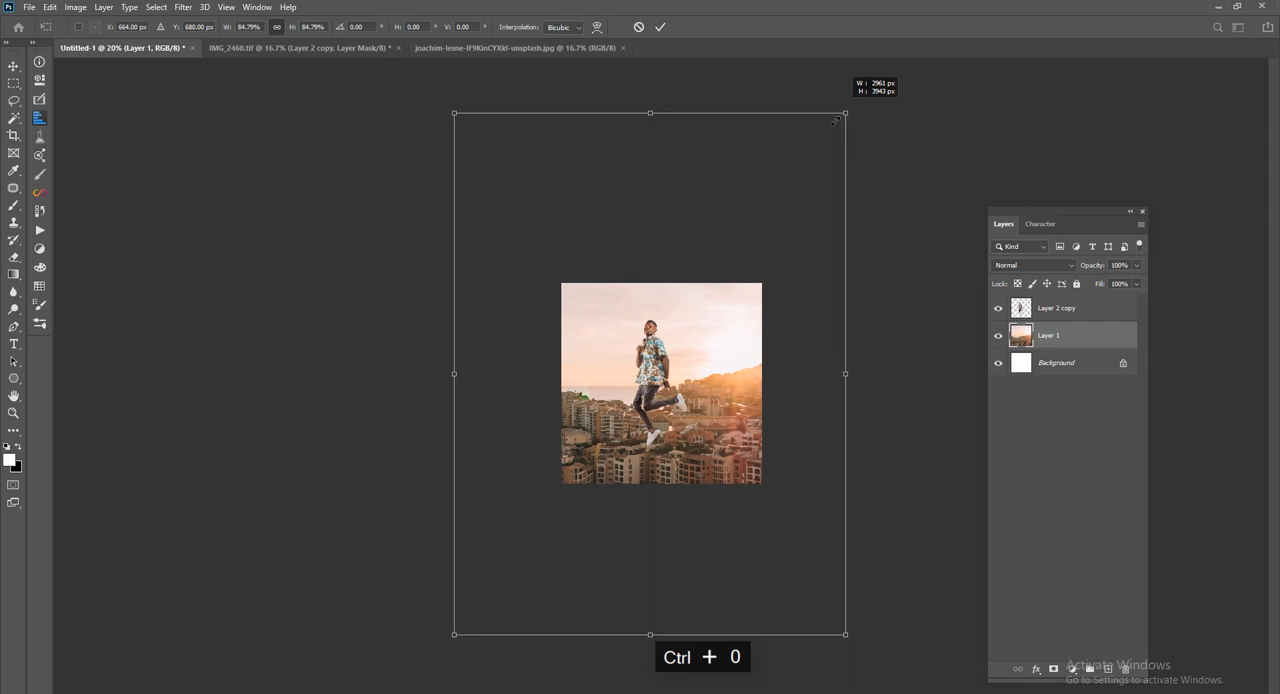 Ps File Edit Image Layer Type Select Filter 3D View Window Help
X: 664.00 px Y: 680.00 px W: 84.79% H: 84.79% 0.00 ° H: 0.00 ° V: 0.00 ° Interpolation: Bicubic
Untitled-1 @ 20% (Layer 1, RGB/8) * × IMG_2460.tif @ 16.7% (Layer 2 copy, Layer Mask/8) * × joachim-lesne-IF9KinCYXkI-unsplash.jpg @ 16.7% (RGB/8) ×
W : 2961 px
H : 3943 px
Layers Character
Kind
Normal Opacity: 100%
Lock: Fill: 100%
Layer 2 copy
Layer 1
Background
Ctrl + 0
Activate Windows
Go to Settings to activate Windows.